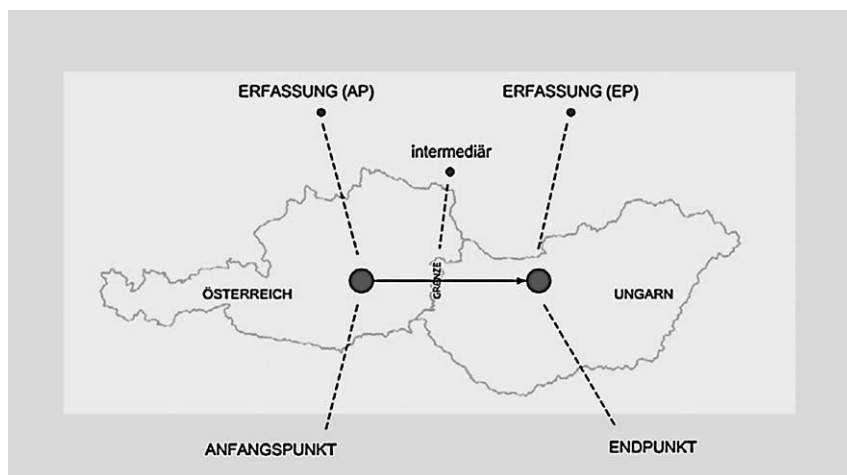 ERFASSUNG (AP)
ERFASSUNG (EP)
intermediär
GRENZE
ÖSTERREICH
UNGARN
ANFANGSPUNKT
ENDPUNKT